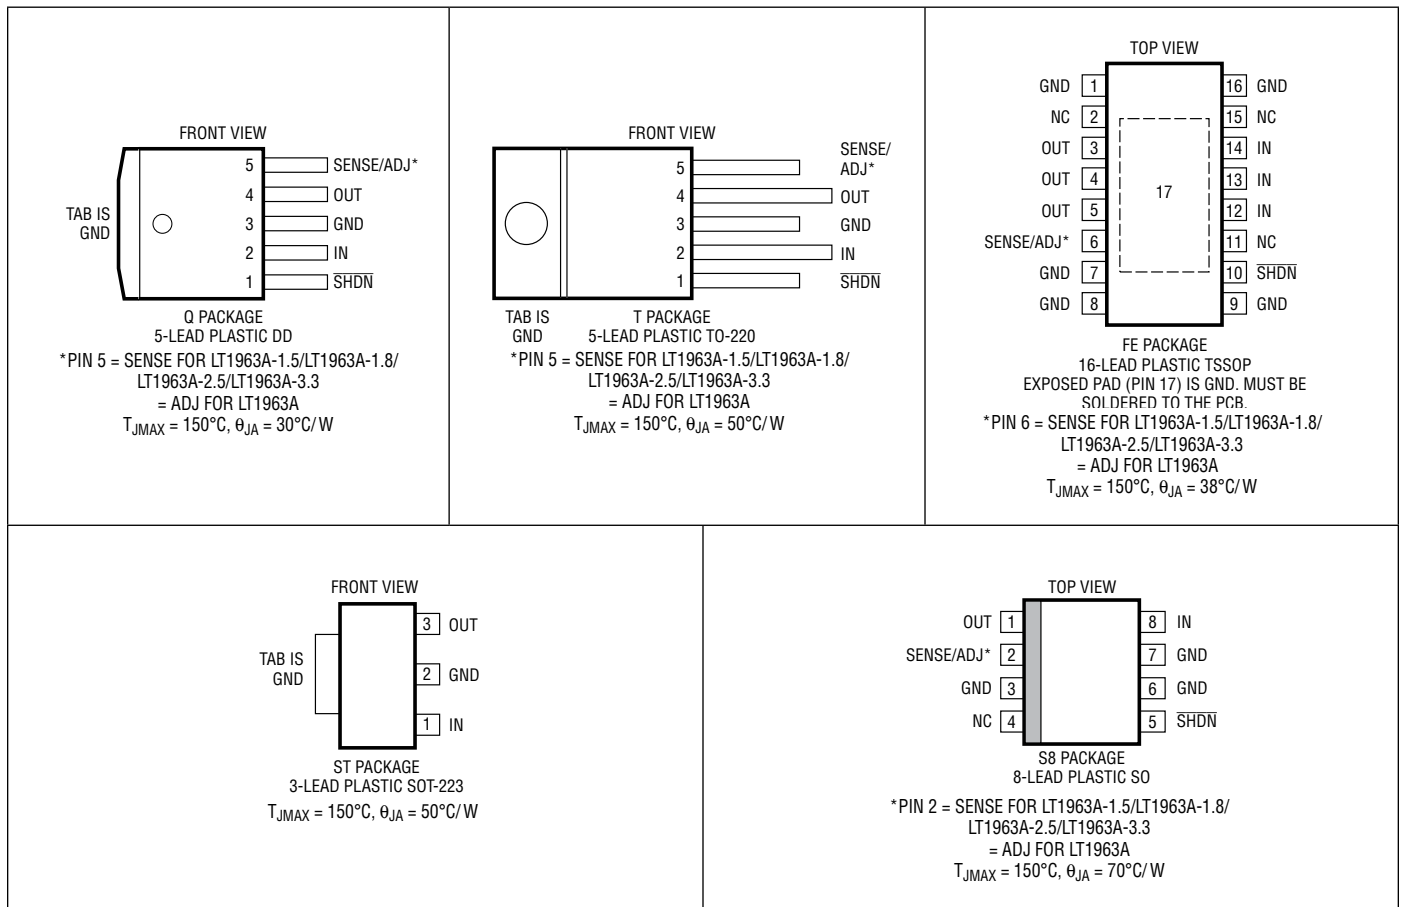 FRONT VIEW
5 SENSE/ADJ*
4 OUT
TAB IS
GND
3 GND
2 IN
1 SHDN
Q PACKAGE
5-LEAD PLASTIC DD
*PIN 5 = SENSE FOR LT1963A-1.5/LT1963A-1.8/
LT1963A-2.5/LT1963A-3.3
= ADJ FOR LT1963A
TJMAX = 150°C, θJA = 30°C/W
FRONT VIEW
SENSE/
ADJ*
5
4 OUT
3 GND
2 IN
1 SHDN
TAB IS
GND
T PACKAGE
5-LEAD PLASTIC TO-220
*PIN 5 = SENSE FOR LT1963A-1.5/LT1963A-1.8/
LT1963A-2.5/LT1963A-3.3
= ADJ FOR LT1963A
TJMAX = 150°C, θJA = 50°C/W
TOP VIEW
GND 1 16 GND
NC 2 15 NC
OUT 3 14 IN
OUT 4 13 IN
17
OUT 5 12 IN
SENSE/ADJ* 6 11 NC
GND 7 10 SHDN
GND 8 9 GND
FE PACKAGE
16-LEAD PLASTIC TSSOP
EXPOSED PAD (PIN 17) IS GND. MUST BE
SOLDERED TO THE PCB.
*PIN 6 = SENSE FOR LT1963A-1.5/LT1963A-1.8/
LT1963A-2.5/LT1963A-3.3
= ADJ FOR LT1963A
TJMAX = 150°C, θJA = 38°C/W
FRONT VIEW
3 OUT
TAB IS
GND
2 GND
1 IN
ST PACKAGE
3-LEAD PLASTIC SOT-223
TJMAX = 150°C, θJA = 50°C/W
TOP VIEW
OUT 1 8 IN
SENSE/ADJ* 2 7 GND
GND 3 6 GND
NC 4 5 SHDN
S8 PACKAGE
8-LEAD PLASTIC SO
*PIN 2 = SENSE FOR LT1963A-1.5/LT1963A-1.8/
LT1963A-2.5/LT1963A-3.3
= ADJ FOR LT1963A
TJMAX = 150°C, θJA = 70°C/W